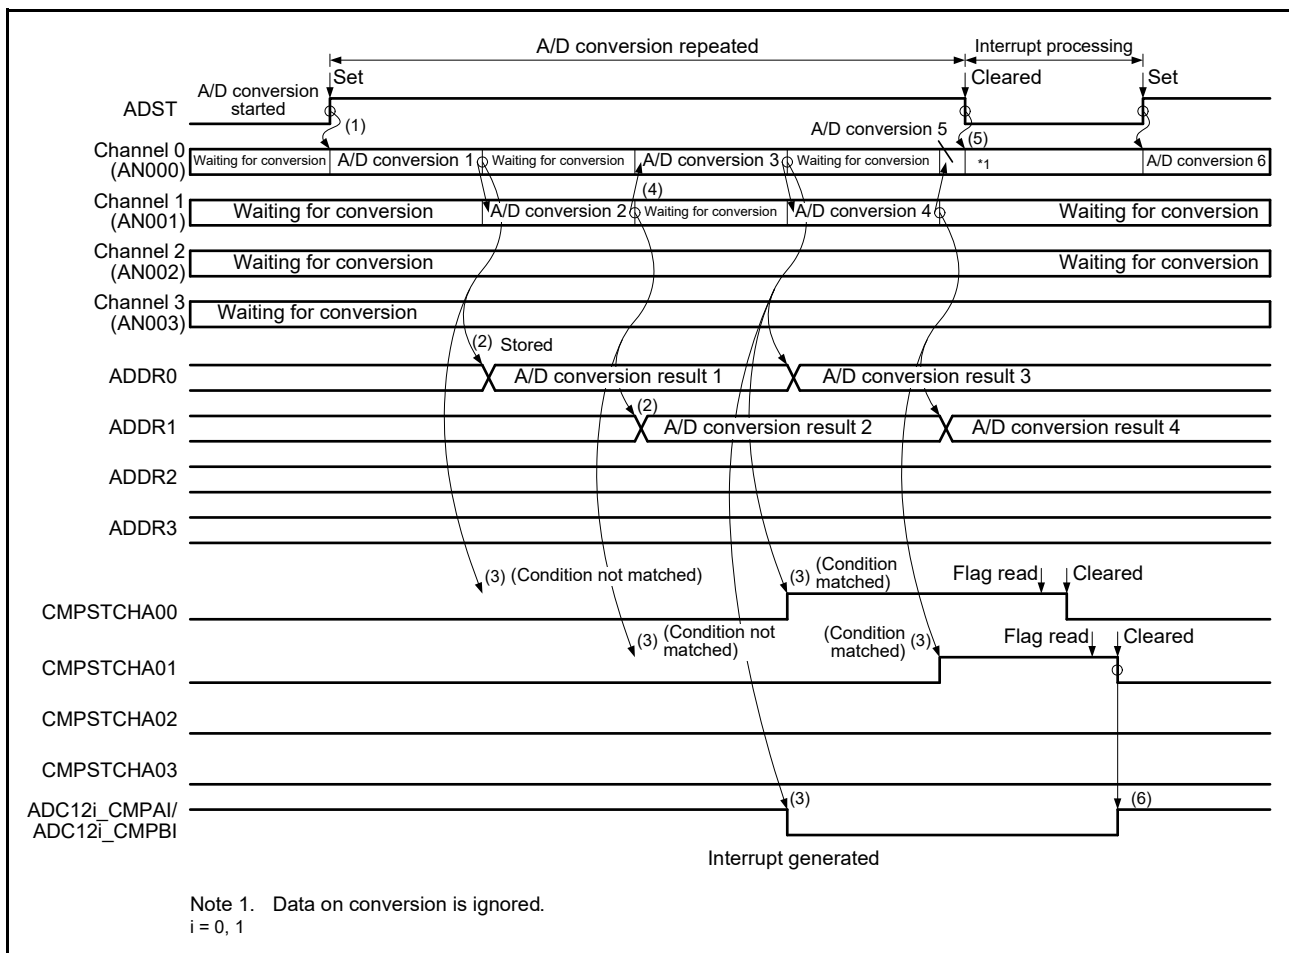 A/D conversion repeated
Interrupt processing
Set
Cleared
Set
A/D conversion
started
ADST
(1)
A/D conversion 5
(5)
Channel 0
(AN000)
Waiting for conversion
A/D conversion 1
Waiting for conversion
A/D conversion 3
Waiting for conversion
*1
A/D conversion 6
(4)
Channel 1
(AN001)
Waiting for conversion
A/D conversion 2
Waiting for conversion
A/D conversion 4
Waiting for conversion
Channel 2
(AN002)
Waiting for conversion
Waiting for conversion
Channel 3
(AN003)
Waiting for conversion
(2) Stored
ADDR0
A/D conversion result 1
A/D conversion result 3
(2)
ADDR1
A/D conversion result 2
A/D conversion result 4
ADDR2
ADDR3
(3) (Condition not matched)
(3) (Condition
matched)
Flag read
Cleared
CMPSTCHA00
(3) (Condition not
matched)
(Condition
matched) (3)
Flag read
Cleared
CMPSTCHA01
CMPSTCHA02
CMPSTCHA03
ADC12i_CMPAI/
ADC12i_CMPBI
(3)
(6)
Interrupt generated
Note 1. Data on conversion is ignored.
i = 0, 1